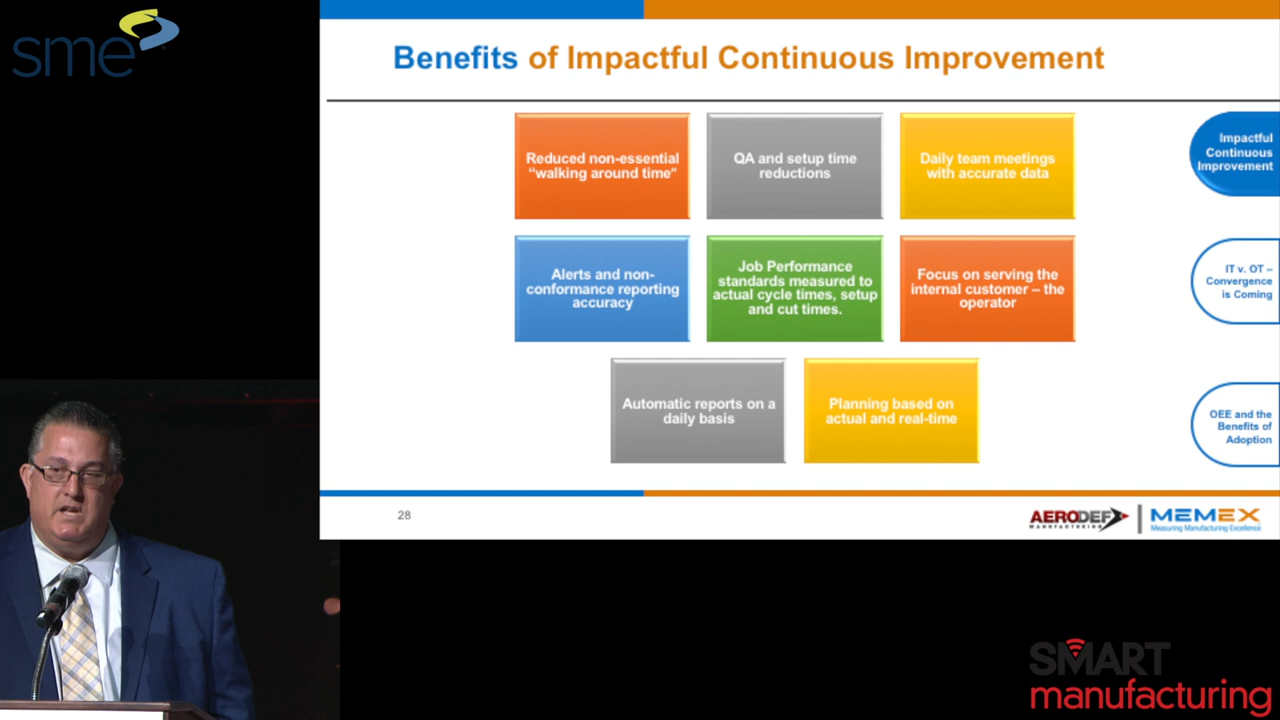 sme
Benefits of Impactful Continuous Improvement
Reduced non-essential
“walking around time”
QA and setup time
reductions
Daily team meetings
with accurate data
Impactful
Continuous
Improvement
Alerts and non-
conformance reporting
accuracy
Job Performance
standards measured to
actual cycle times, setup
and cut times.
Focus on serving the
internal customer – the
operator
IT v. OT –
Convergence
is Coming
Automatic reports on a
daily basis
Planning based on
actual and real-time
OEE and the
Benefits of
Adoption
28
AERODEF
MANUFACTURING
MEMEX
Measuring Manufacturing Excellence
SMART
manufacturing